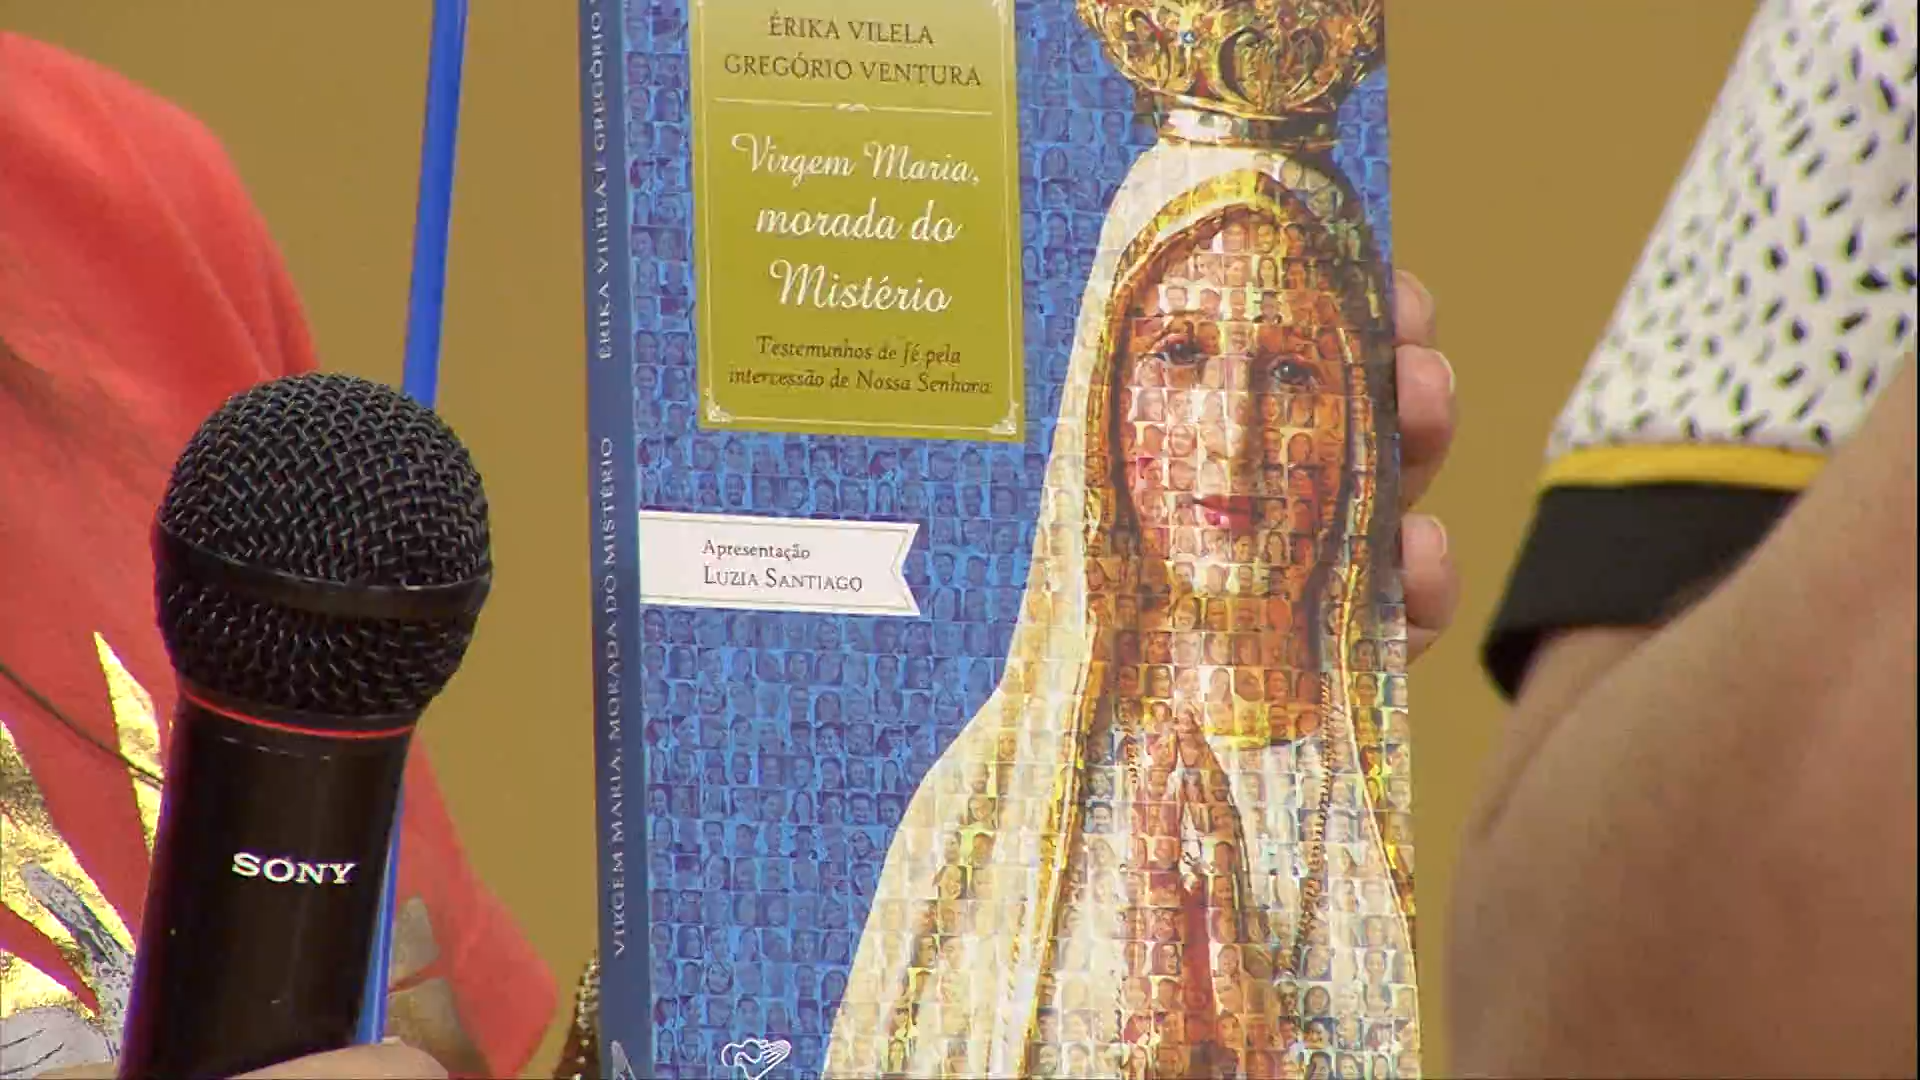 ÉRIKA VILELA
GREGÓRIO VENTURA
Virgem Maria,
morada do
Mistério
Testemunhos de fé pela
intercessão de Nossa Senhora
Apresentação
LUZIA SANTIAGO
ÉRIKA VILELA E GREGÓRIO
VIRGEM MARIA, MORADA DO MISTÉRIO
SONY